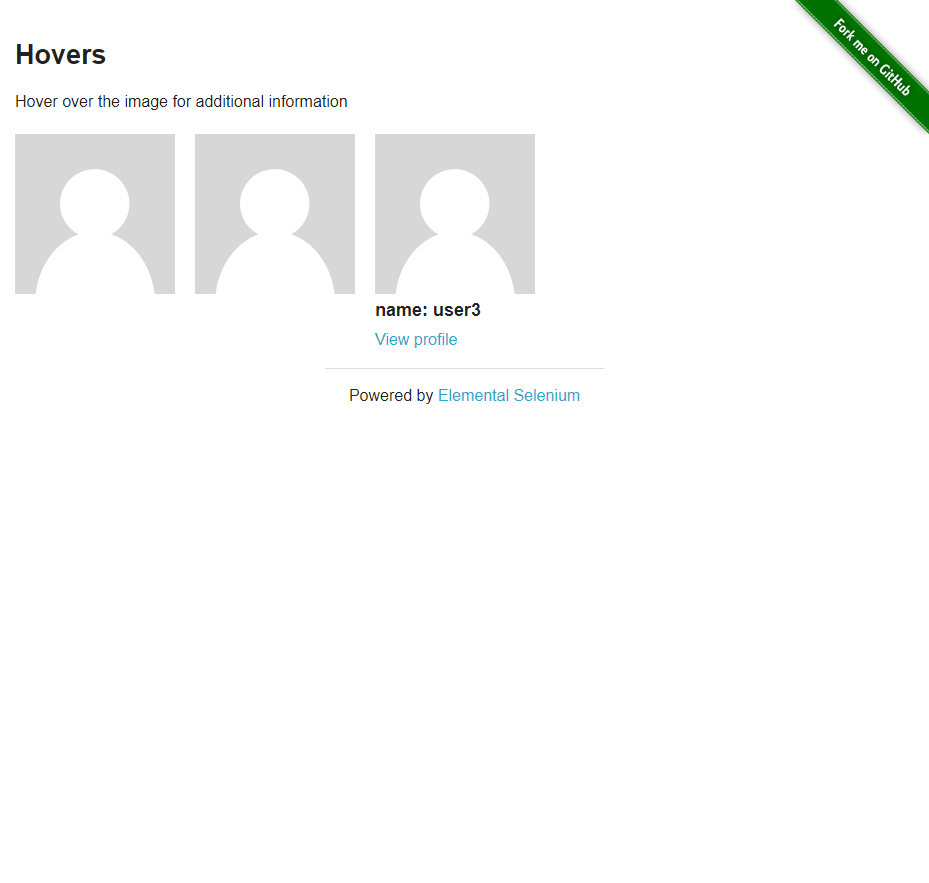 Fork me on GitHub
Hovers
Hover over the image for additional information
name: user3
View profile
Powered by Elemental Selenium